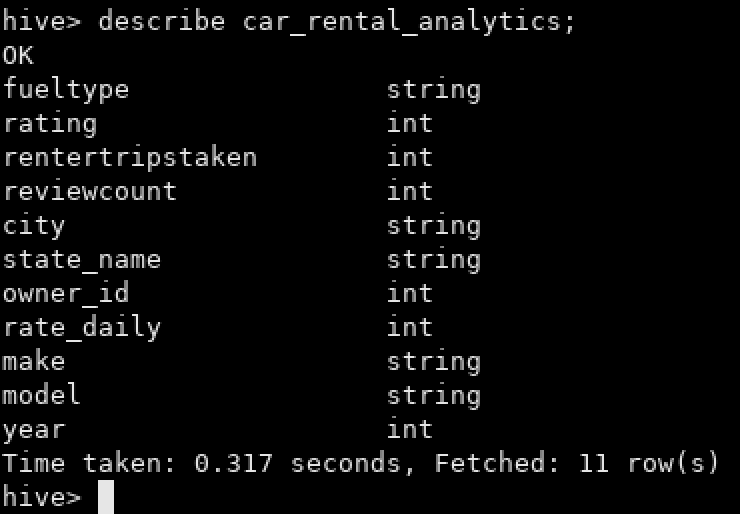 hive> describe car_rental_analytics;
OK
fueltype string
rating int
rentertripstaken int
reviewcount int
city string
state_name string
owner_id int
rate_daily int
make string
model string
year int
Time taken: 0.317 seconds, Fetched: 11 row(s)
hive>